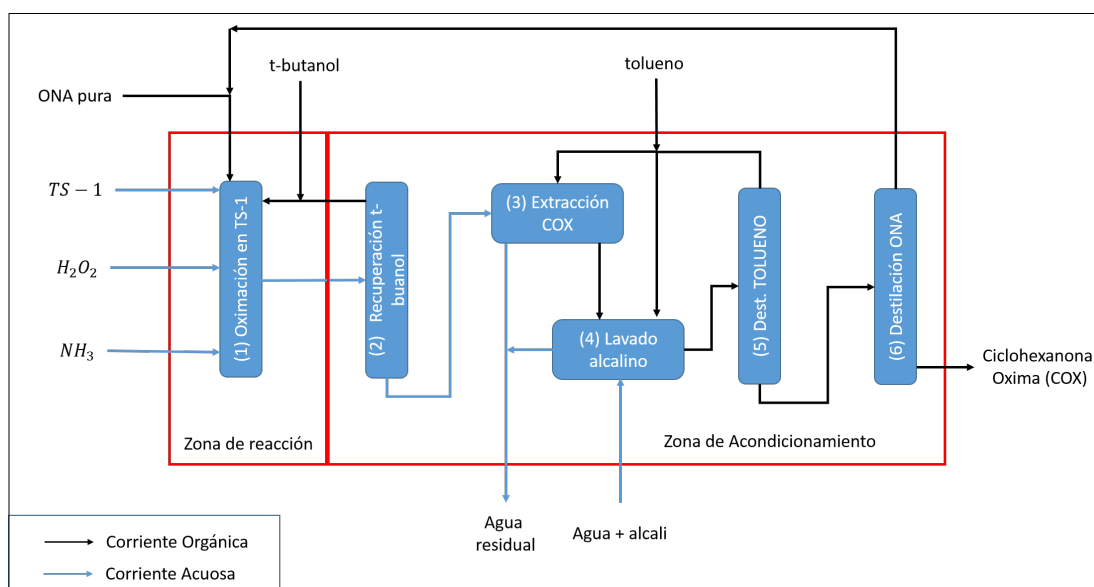 t-butanol
tolueno
ONA pura
TS − 1
H₂O₂
NH₃
(1) Oximación en TS-1
(2) Recuperación t-
buanol
(3) Extracción
COX
(4) Lavado
alcalino
(5) Dest. TOLUENO
(6) Destilación ONA
Ciclohexanona
Oxima (COX)
Zona de reacción
Zona de Acondicionamiento
Agua
residual
Agua + alcali
Corriente Orgánica
Corriente Acuosa